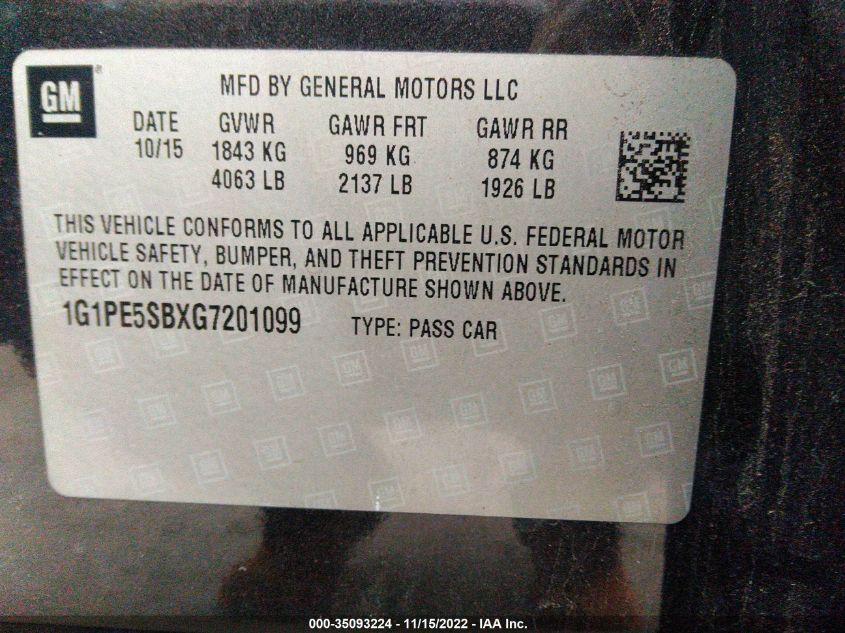 GM ®
MFD BY GENERAL MOTORS LLC
DATE GVWR GAWR FRT GAWR RR
10/15 1843 KG 969 KG 874 KG
4063 LB 2137 LB 1926 LB
THIS VEHICLE CONFORMS TO ALL APPLICABLE U.S. FEDERAL MOTOR
VEHICLE SAFETY, BUMPER, AND THEFT PREVENTION STANDARDS IN
EFFECT ON THE DATE OF MANUFACTURE SHOWN ABOVE.
1G1PE5SBXG7201099 TYPE: PASS CAR
000-35093224 - 11/15/2022 - IAA Inc.